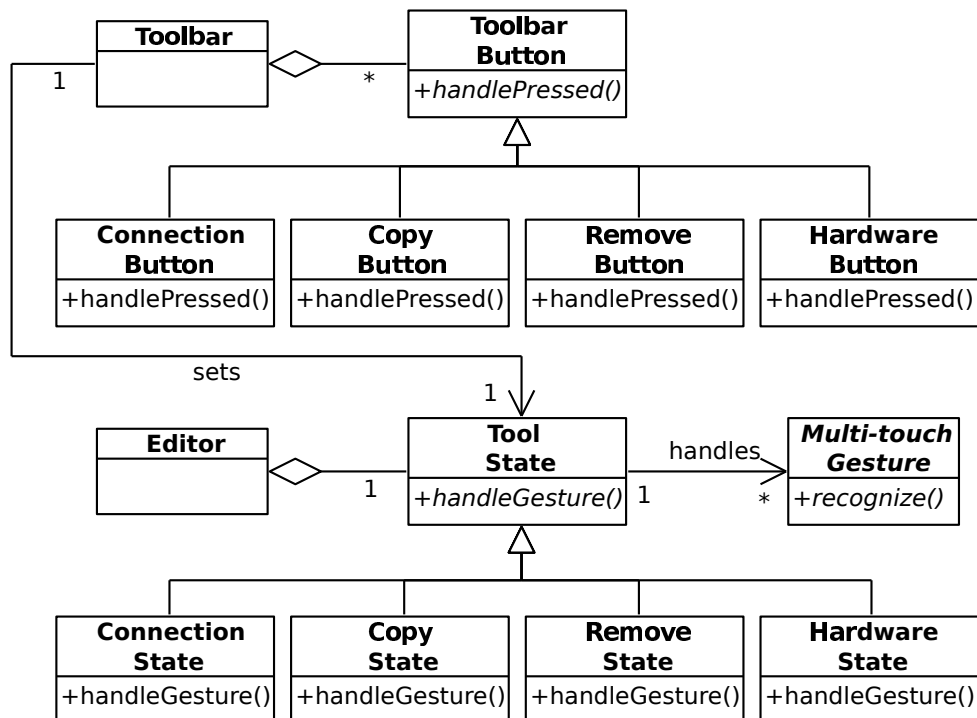 Toolbar
1
*
Toolbar
Button
+handlePressed()
Connection
Button
+handlePressed()
Copy
Button
+handlePressed()
Remove
Button
+handlePressed()
Hardware
Button
+handlePressed()
sets
1
Editor
1
Tool
State
+handleGesture()
handles
1
*
Multi-touch
Gesture
+recognize()
Connection
State
+handleGesture()
Copy
State
+handleGesture()
Remove
State
+handleGesture()
Hardware
State
+handleGesture()